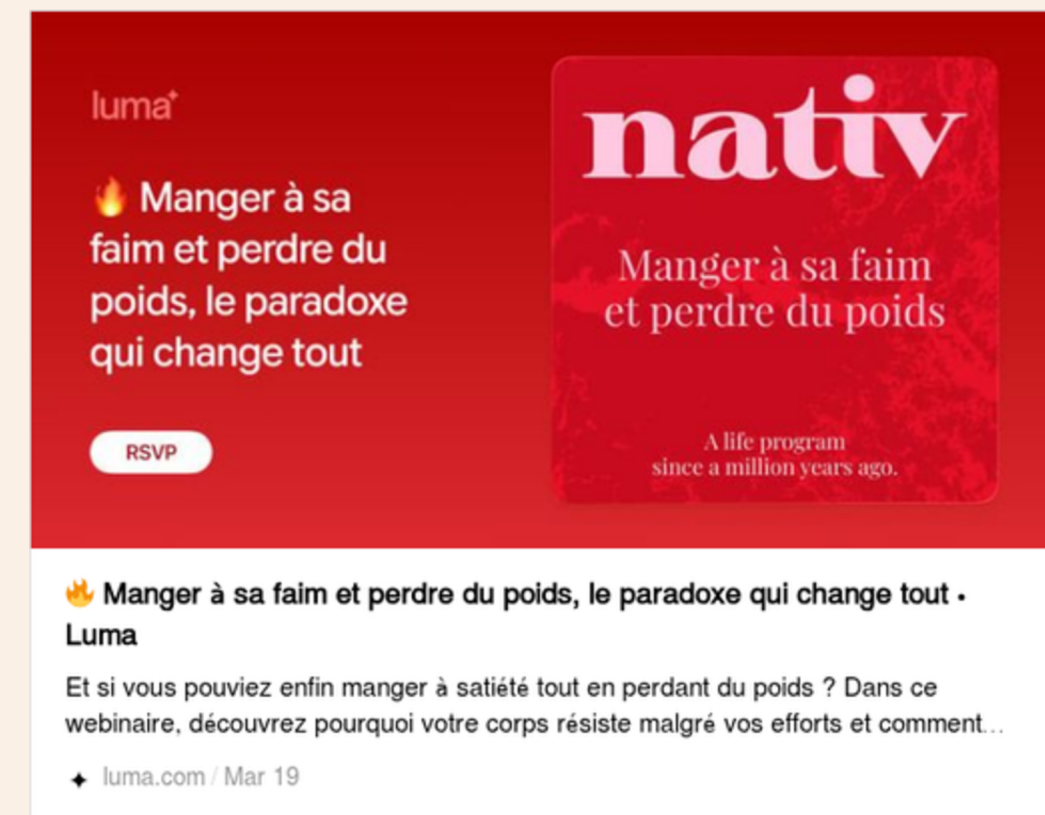 luma
🔥 Manger à sa
faim et perdre du
poids, le paradoxe
qui change tout
RSVP
nativ
Manger à sa faim
et perdre du poids
A life program
since a million years ago.
🔥 Manger à sa faim et perdre du poids, le paradoxe qui change tout •
Luma
Et si vous pouviez enfin manger à satiété tout en perdant du poids ? Dans ce
webinaire, découvrez pourquoi votre corps résiste malgré vos efforts et comment...
luma.com / Mar 19